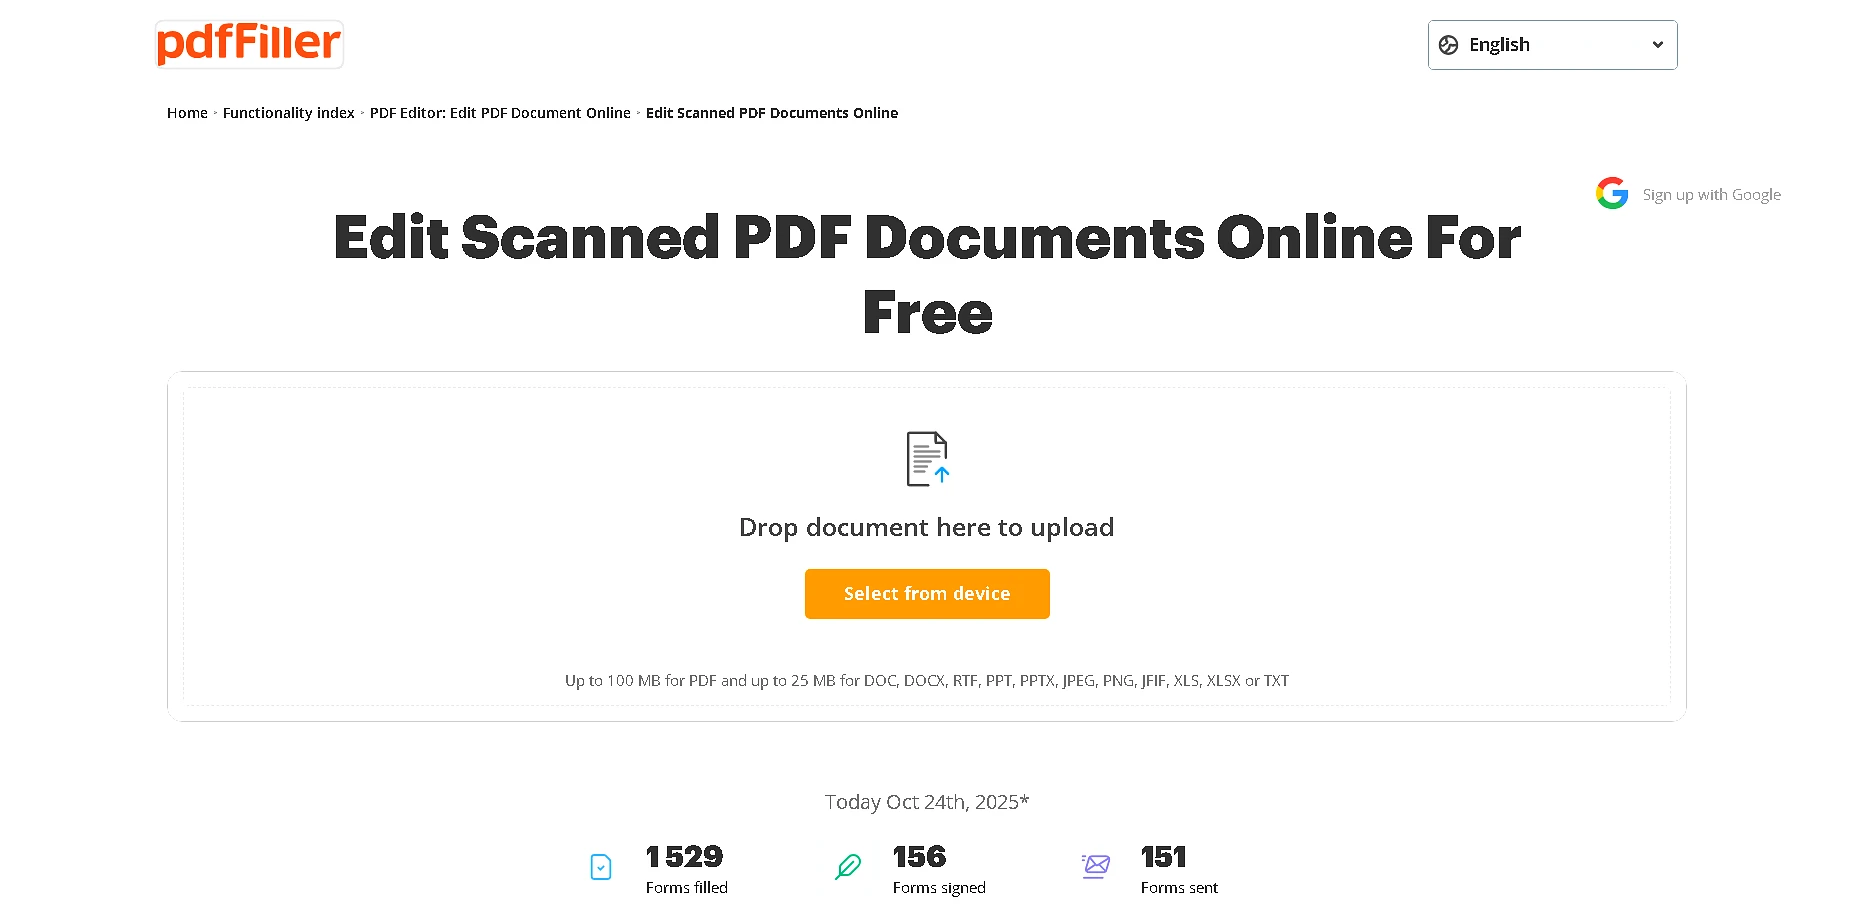 pdfFiller
English
Home
Functionality index
PDF Editor: Edit PDF Document Online
Edit Scanned PDF Documents Online
Sign up with Google
Edit Scanned PDF Documents Online For
Free
Drop document here to upload
Select from device
Up to 100 MB for PDF and up to 25 MB for DOC, DOCX, RTF, PPT, PPTX, JPEG, PNG, JFIF, XLS, XLSX or TXT
Today Oct 24th, 2025*
1 529
Forms filled
156
Forms signed
151
Forms sent